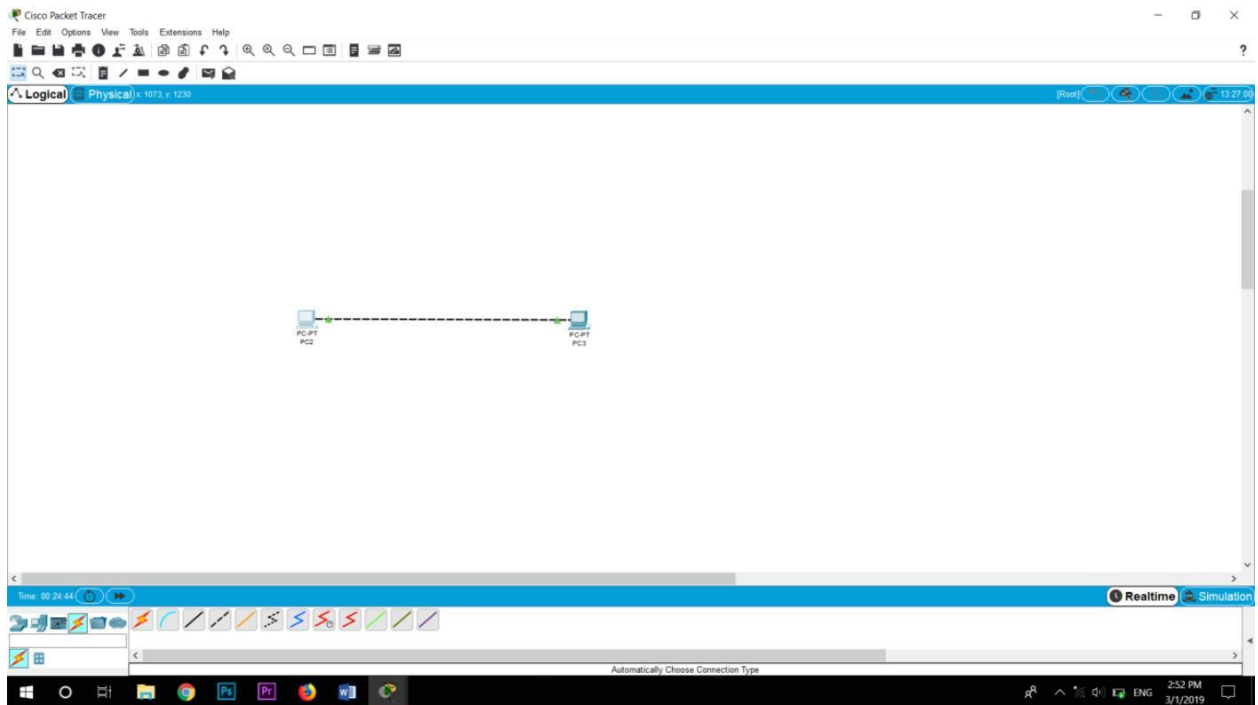 Cisco Packet Tracer
File Edit Options View Tools Extensions Help
?
Logical Physical x: 1073, y: 1230 [Root] 13:27:00
PC-PT
PC2
PC-PT
PC3
Time: 00:24:44 Realtime Simulation
Automatically Choose Connection Type
Ps Pr W ENG 2:52 PM
3/1/2019